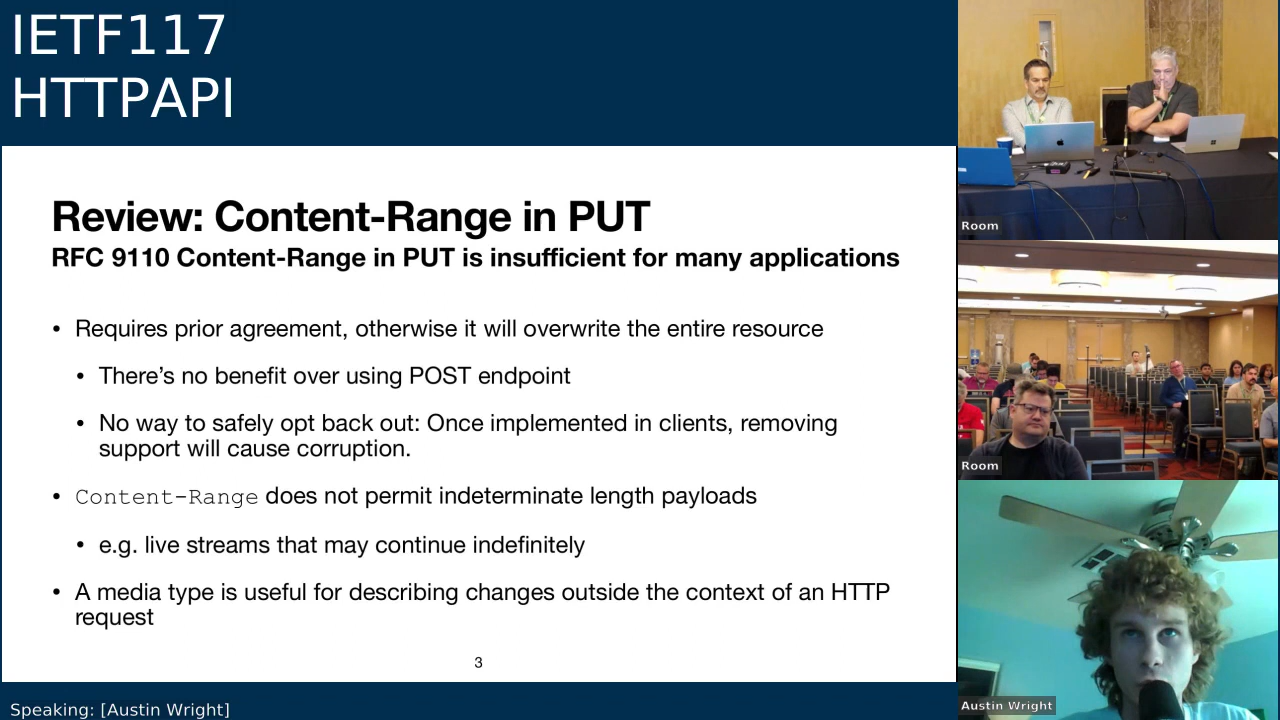 IETF117
HTTPAPI
Review: Content-Range in PUT
RFC 9110 Content-Range in PUT is insufficient for many applications
• Requires prior agreement, otherwise it will overwrite the entire resource
• There’s no benefit over using POST endpoint
• No way to safely opt back out: Once implemented in clients, removing
support will cause corruption.
• Content-Range does not permit indeterminate length payloads
• e.g. live streams that may continue indefinitely
• A media type is useful for describing changes outside the context of an HTTP
request
3
Speaking: [Austin Wright]
Room
Room
Austin Wright